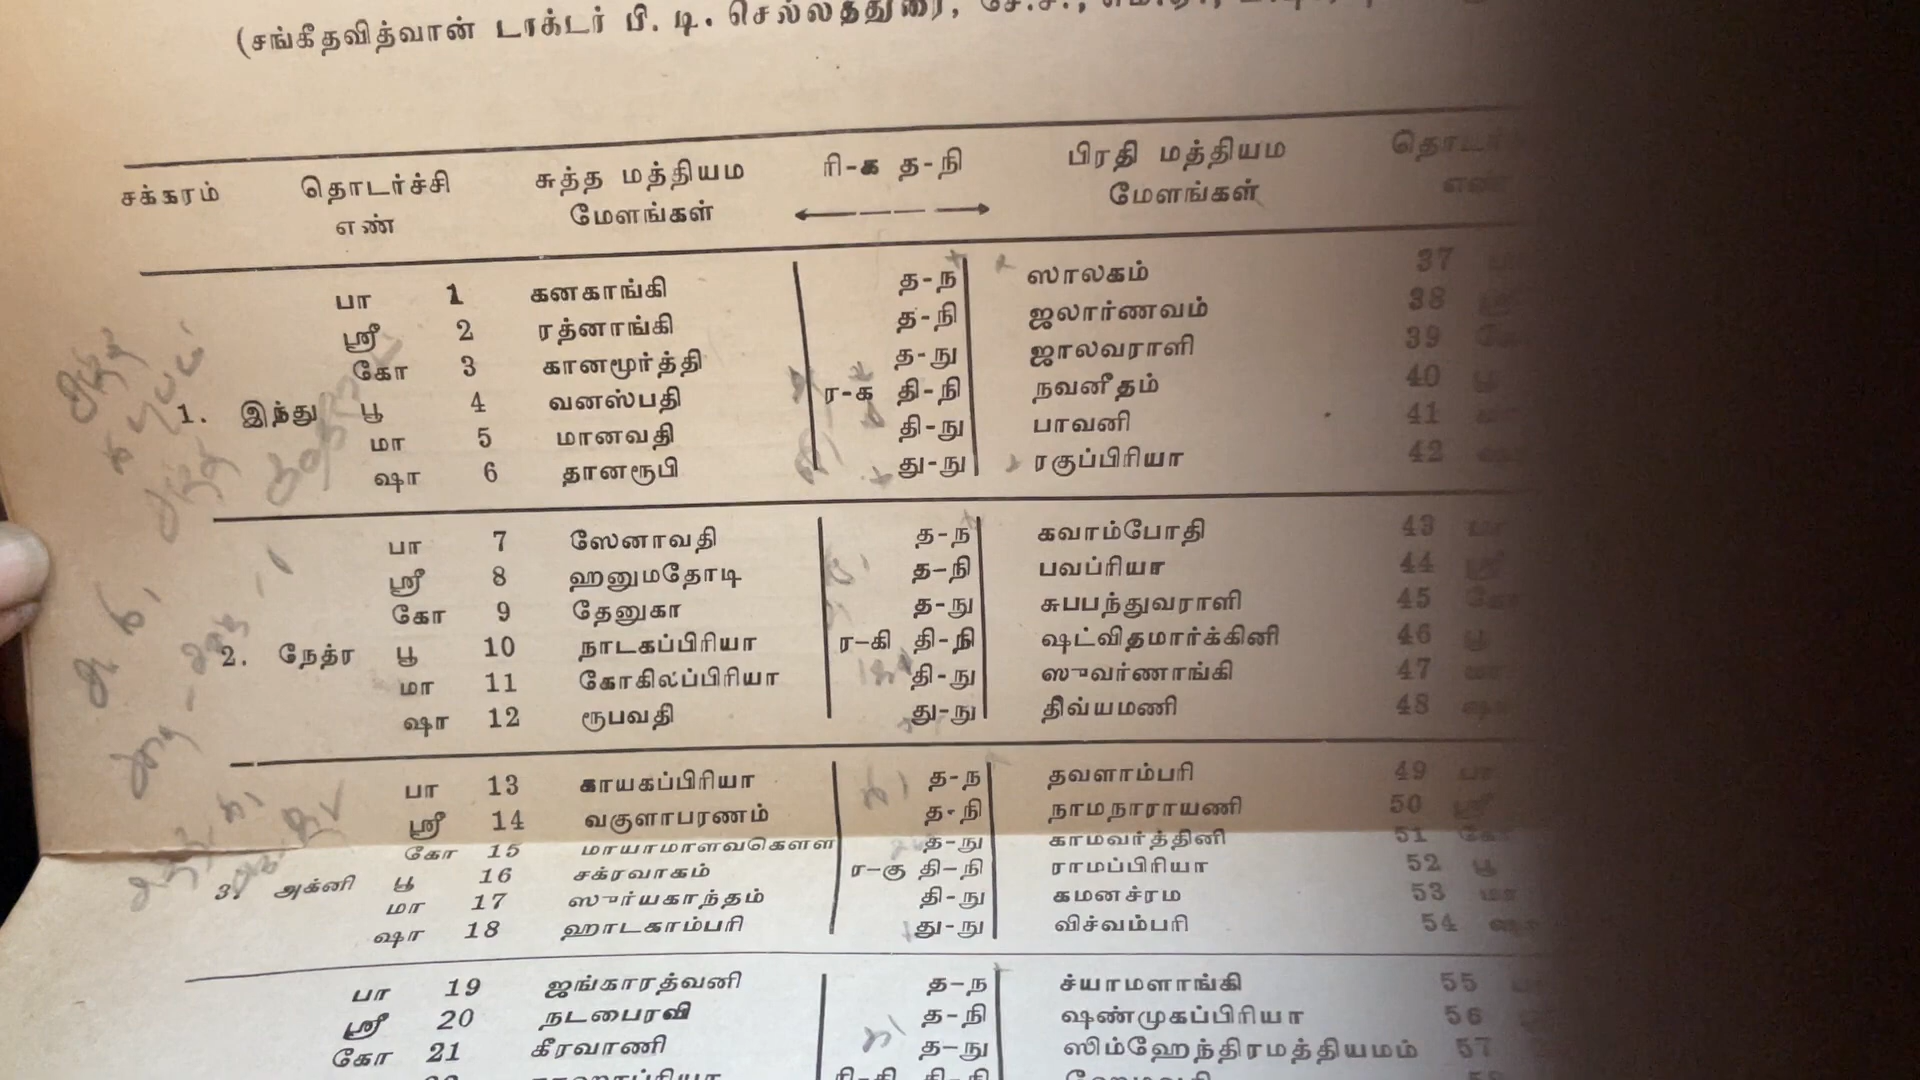 (சங்கீதவித்வான் டாக்டர் பி. டி. செல்லத்துரை,
சக்கரம் தொடர்ச்சி எண் சுத்த மத்தியம மேளங்கள் ரி-க த-நி பிரதி மத்தியம மேளங்கள்
பா 1 கனகாங்கி த-ந ஸாலகம் 37
ஸ்ரீ 2 ரத்னாங்கி த-நி ஜலார்ணவம் 38
கோ 3 கானமூர்த்தி த-நு ஜாலவராளி 39
1. இந்து பூ 4 வனஸ்பதி ர-க தி-நி நவனீதம் 40
மா 5 மானவதி தி-நு பாவனி 41
ஷா 6 தானரூபி து-நு ரகுப்பிரியா 42
பா 7 ஸேனாவதி த-ந கவாம்போதி 43
ஸ்ரீ 8 ஹனுமதோடி த-நி பவப்ரியா 44
கோ 9 தேனுகா த-நு சுபபந்துவராளி 45
2. நேத்ர பூ 10 நாடகப்பிரியா ர-கி தி-நி ஷட்விதமார்க்கினி 46
மா 11 கோகிலப்பிரியா தி-நு ஸுவர்ணாங்கி 47
ஷா 12 ரூபவதி து-நு திவ்யமணி 48
பா 13 காயகப்பிரியா த-ந தவளாம்பரி 49
ஸ்ரீ 14 வகுளாபரணம் த-நி நாமநாராயணி 50
கோ 15 மாயாமாளவகௌள த-நு காமவர்த்தினி 51
3. அக்னி பூ 16 சக்ரவாகம் ர-கு தி-நி ராமப்பிரியா 52
மா 17 ஸுர்யகாந்தம் தி-நு கமனச்ரம 53
ஷா 18 ஹாடகாம்பரி து-நு விச்வம்பரி 54
பா 19 ஜங்காரத்வனி த-ந ச்யாமளாங்கி 55
ஸ்ரீ 20 நடபைரவி த-நி ஷண்முகப்பிரியா 56
கோ 21 கீரவாணி த-நு ஸிம்ஹேந்திரமத்தியமம் 57